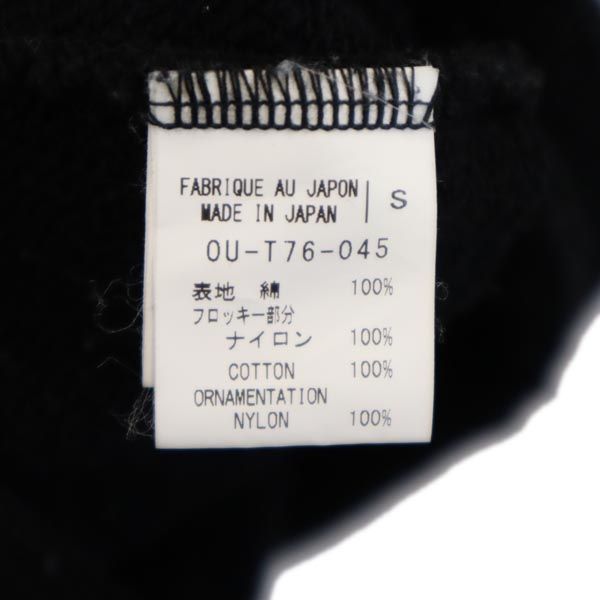 FABRIQUE AU JAPON
MADE IN JAPAN
S
OU-T76-045
表地 綿 100%
フロッキー部分
ナイロン 100%
COTTON 100%
ORNAMENTATION
NYLON 100%